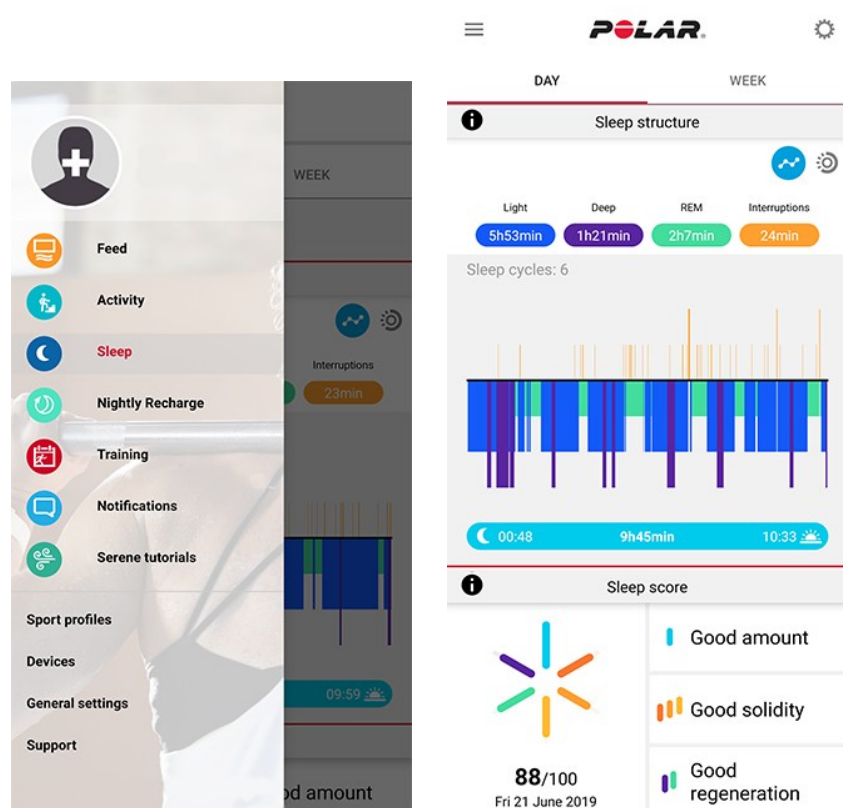 WEEK
Feed
Activity
Sleep
Interruptions
23min
Nightly Recharge
Training
Notifications
Serene tutorials
Sport profiles
Devices
General settings
09:59
Support
od amount
POLAR
DAY WEEK
Sleep structure
Light Deep REM Interruptions
5h53min 1h21min 2h7min 24min
Sleep cycles: 6
00:48 9h45min 10:33
Sleep score
Good amount
Good solidity
88/100
Fri 21 June 2019
Good
regeneration